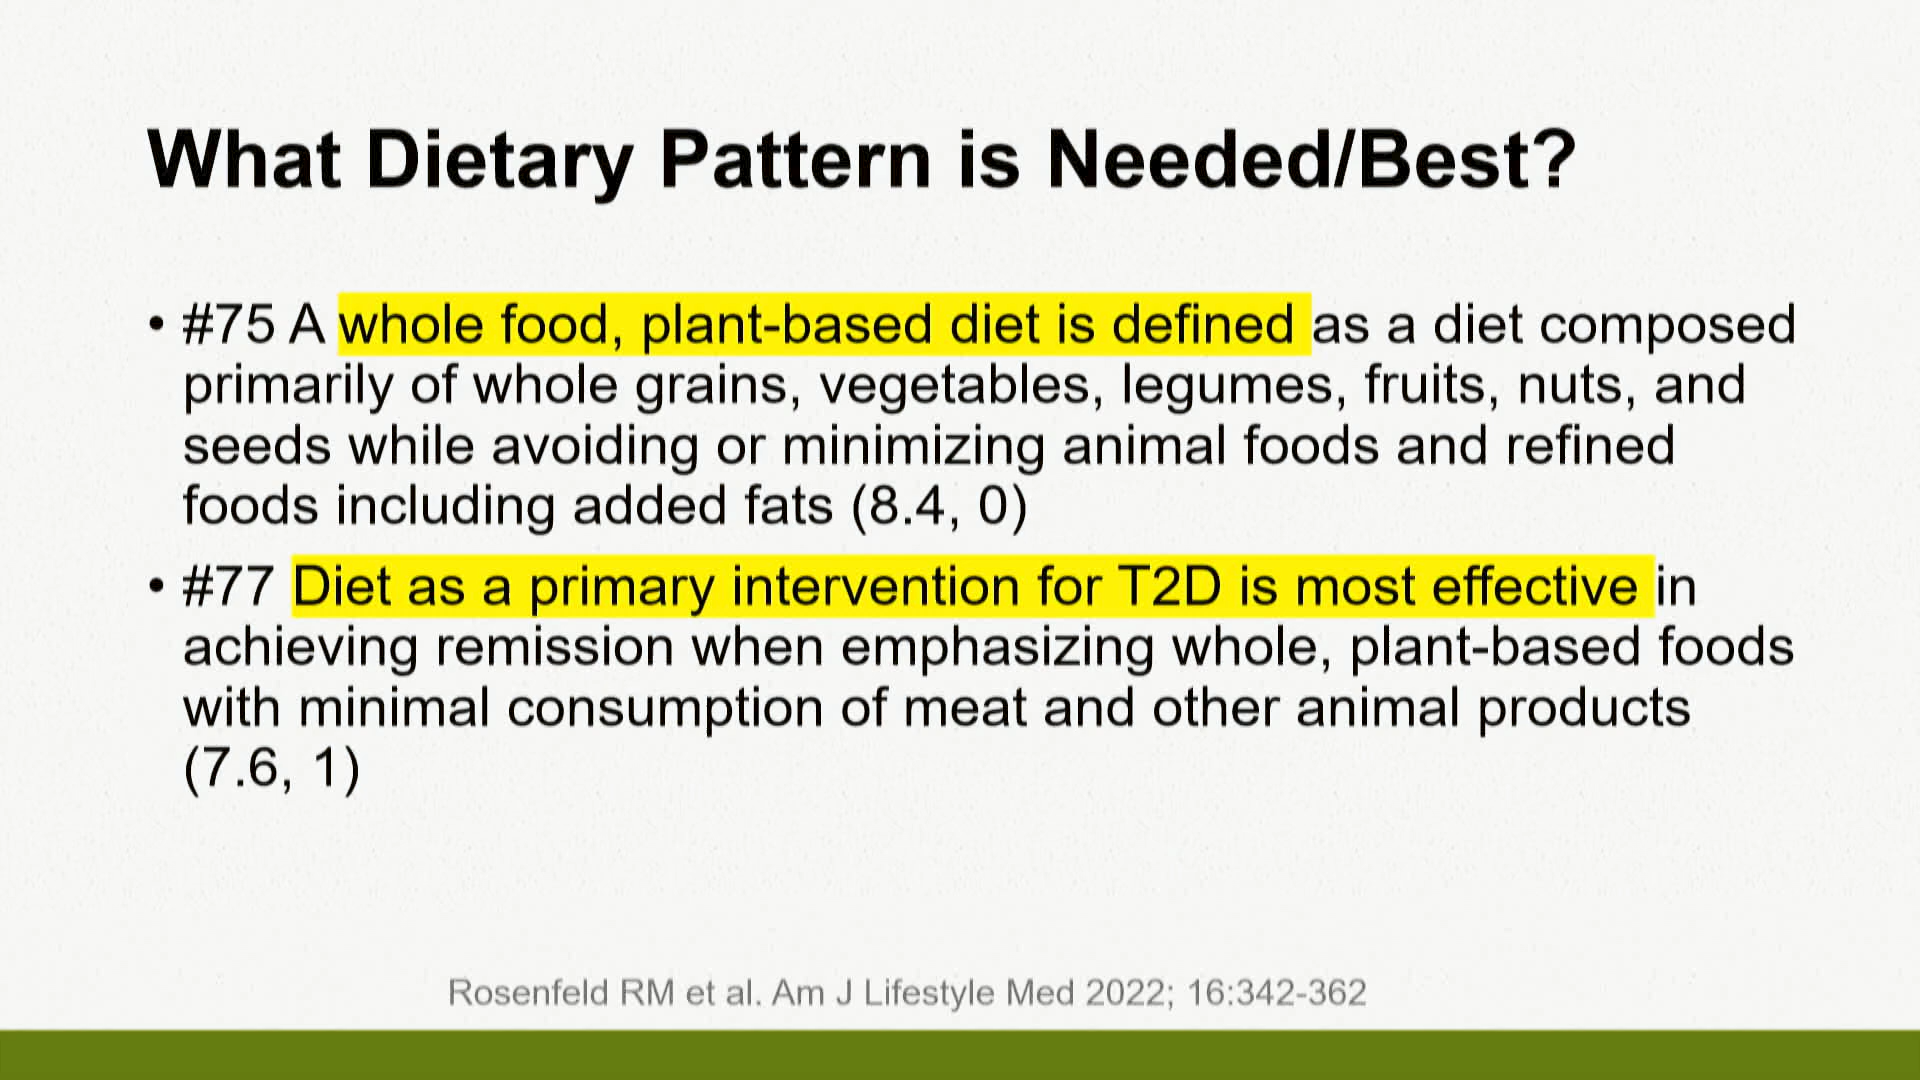 What Dietary Pattern is Needed/Best?
• #75 A whole food, plant-based diet is defined as a diet composed
primarily of whole grains, vegetables, legumes, fruits, nuts, and
seeds while avoiding or minimizing animal foods and refined
foods including added fats (8.4, 0)
• #77 Diet as a primary intervention for T2D is most effective in
achieving remission when emphasizing whole, plant-based foods
with minimal consumption of meat and other animal products
(7.6, 1)
Rosenfeld RM et al. Am J Lifestyle Med 2022; 16:342-362